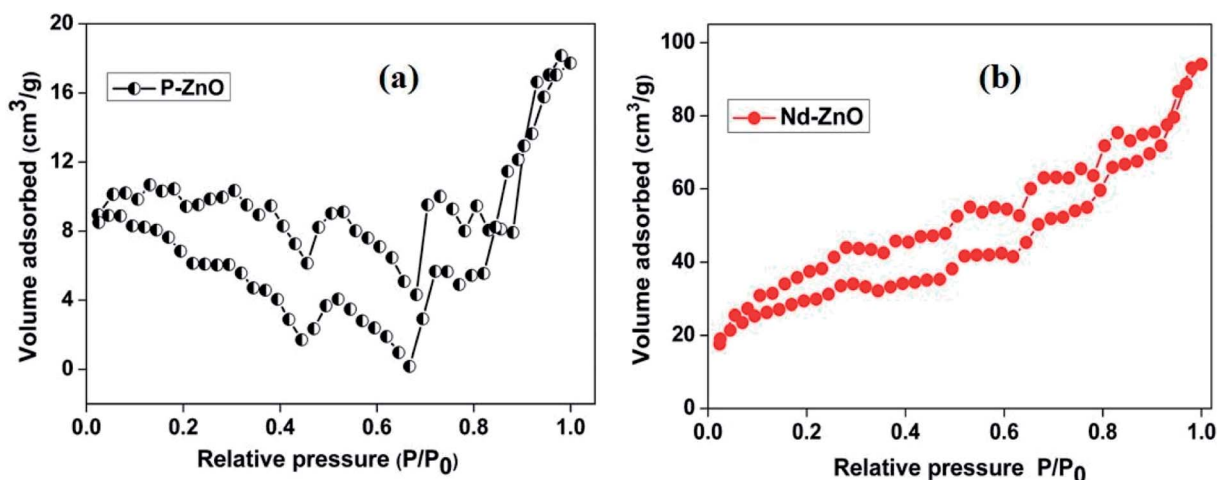 20
16
12
8
4
0
Volume adsorbed (cm³/g)
P-ZnO
(a)
0.0 0.2 0.4 0.6 0.8 1.0
Relative pressure (P/P₀)
100
80
60
40
20
0
Volume adsorbed (cm³/g)
Nd-ZnO
(b)
0.0 0.2 0.4 0.6 0.8 1.0
Relative pressure P/P₀